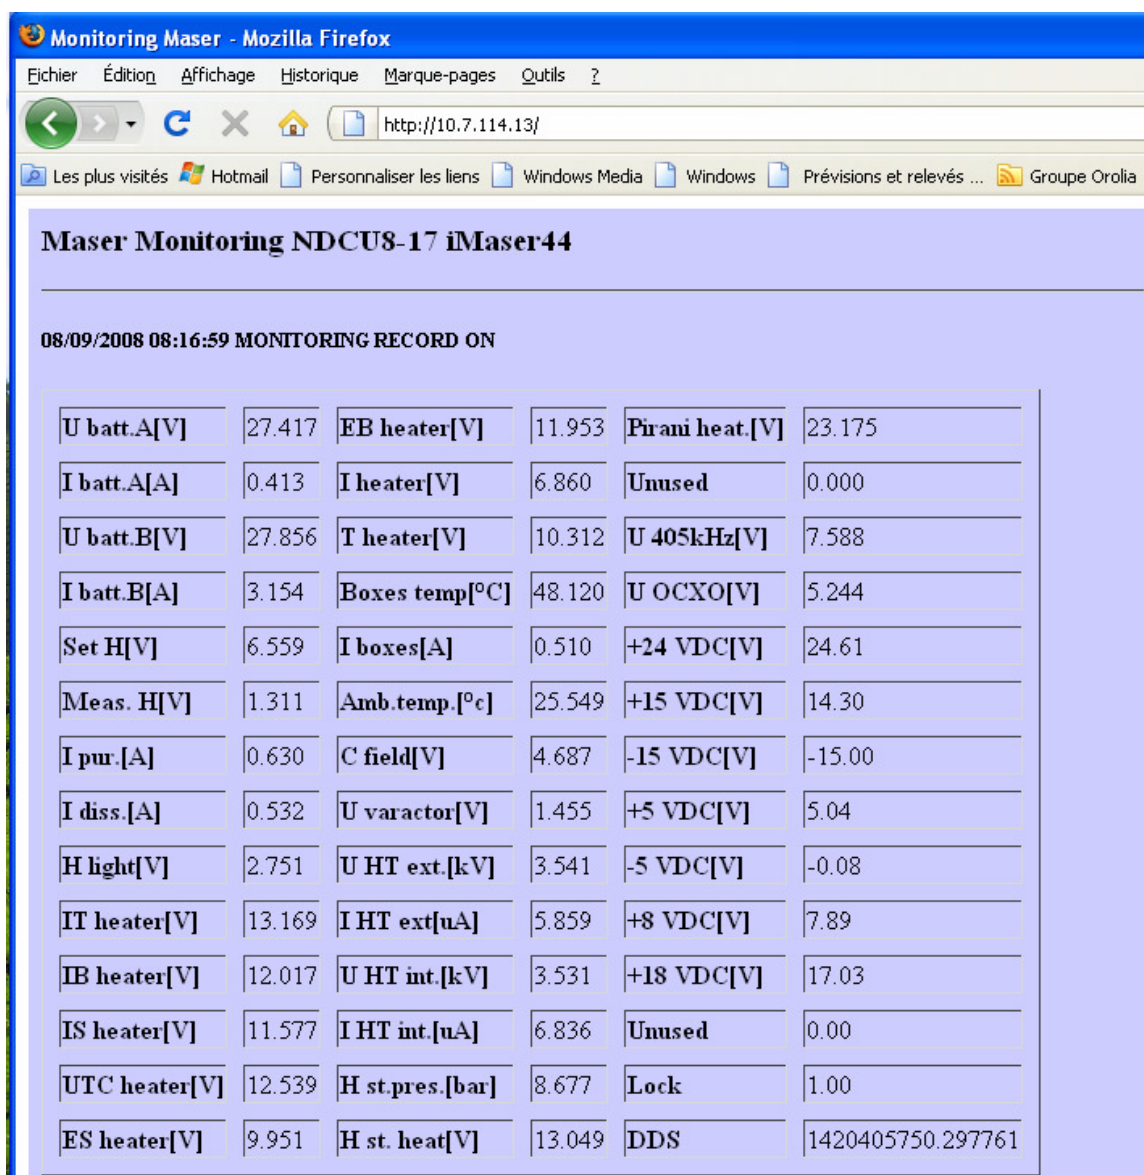 Monitoring Maser - Mozilla Firefox
Fichier Édition Affichage Historique Marque-pages Outils ?
http://10.7.114.13/
Les plus visités Hotmail Personnaliser les liens Windows Media Windows Prévisions et relevés ... Groupe Orolia
Maser Monitoring NDCU8-17 iMaser44
08/09/2008 08:16:59 MONITORING RECORD ON
U batt.A[V] 27.417 EB heater[V] 11.953 Pirani heat.[V] 23.175
I batt.A[A] 0.413 I heater[V] 6.860 Unused 0.000
U batt.B[V] 27.856 T heater[V] 10.312 U 405kHz[V] 7.588
I batt.B[A] 3.154 Boxes temp[ºC] 48.120 U OCXO[V] 5.244
Set H[V] 6.559 I boxes[A] 0.510 +24 VDC[V] 24.61
Meas. H[V] 1.311 Amb.temp.[ºc] 25.549 +15 VDC[V] 14.30
I pur.[A] 0.630 C field[V] 4.687 -15 VDC[V] -15.00
I diss.[A] 0.532 U varactor[V] 1.455 +5 VDC[V] 5.04
H light[V] 2.751 U HT ext.[kV] 3.541 -5 VDC[V] -0.08
IT heater[V] 13.169 I HT ext[uA] 5.859 +8 VDC[V] 7.89
IB heater[V] 12.017 U HT int.[kV] 3.531 +18 VDC[V] 17.03
IS heater[V] 11.577 I HT int.[uA] 6.836 Unused 0.00
UTC heater[V] 12.539 H st.pres.[bar] 8.677 Lock 1.00
ES heater[V] 9.951 H st. heat[V] 13.049 DDS 1420405750.297761